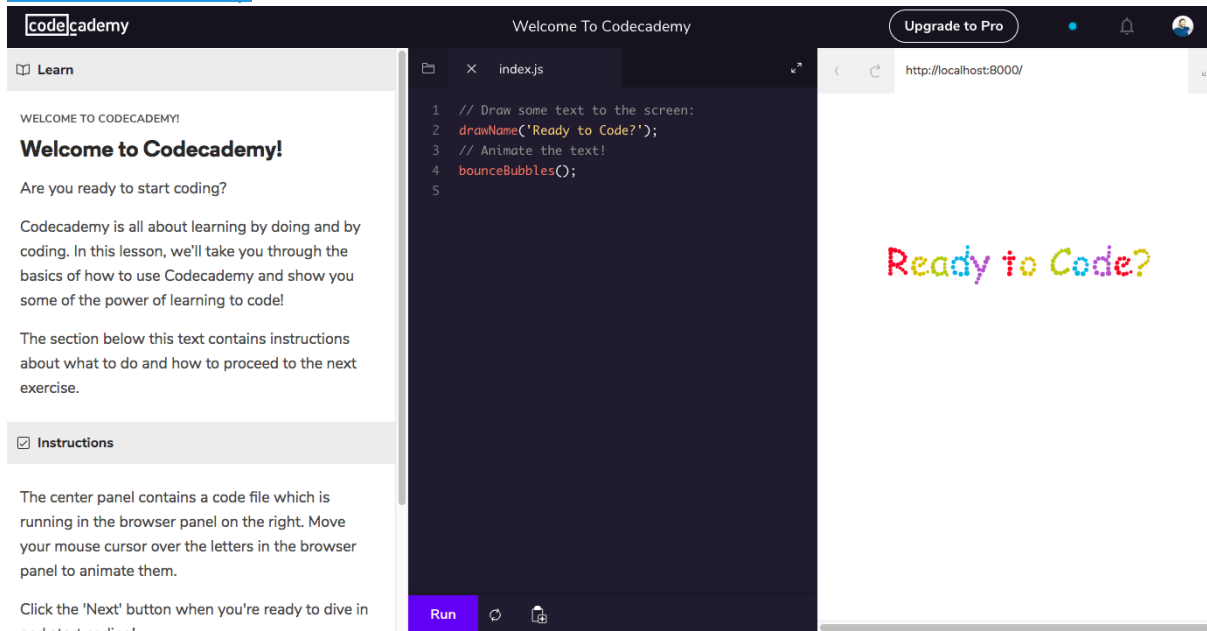 codecademy
Welcome To Codecademy
Upgrade to Pro
Learn
WELCOME TO CODECADEMY!
Welcome to Codecademy!
Are you ready to start coding?
Codecademy is all about learning by doing and by
coding. In this lesson, we'll take you through the
basics of how to use Codecademy and show you
some of the power of learning to code!
The section below this text contains instructions
about what to do and how to proceed to the next
exercise.
Instructions
The center panel contains a code file which is
running in the browser panel on the right. Move
your mouse cursor over the letters in the browser
panel to animate them.
Click the 'Next' button when you're ready to dive in
index.js
1 // Draw some text to the screen:
2 drawName('Ready to Code?');
3 // Animate the text!
4 bounceBubbles();
5
Run
http://localhost:8000/
Ready to Code?